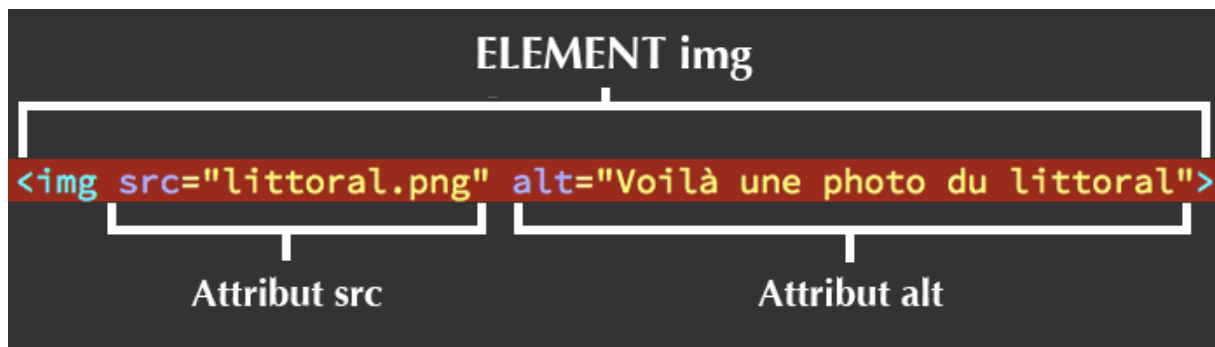 ELEMENT img
<img src="littoral.png" alt="Voilà une photo du littoral">
Attribut src
Attribut alt